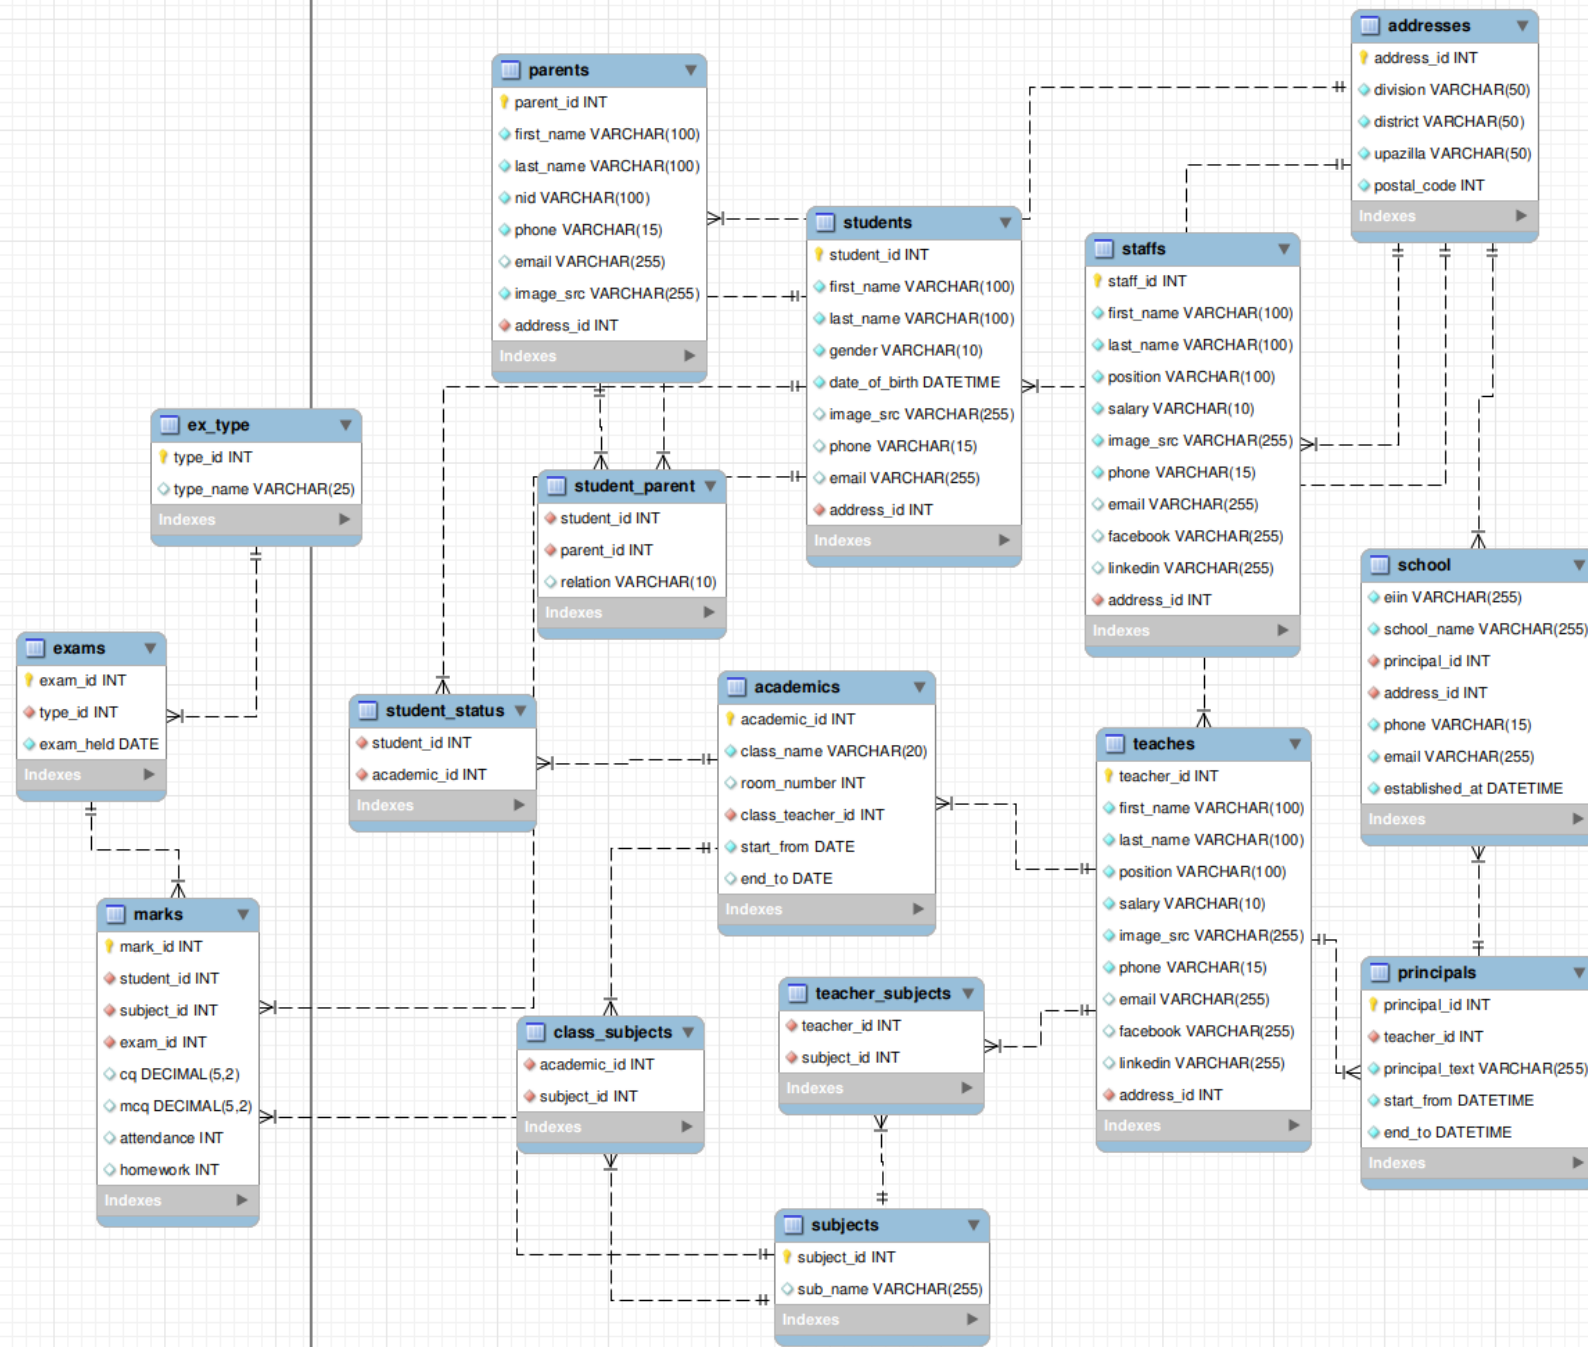 parents
parent_id INT
first_name VARCHAR(100)
last_name VARCHAR(100)
nid VARCHAR(100)
phone VARCHAR(15)
email VARCHAR(255)
image_src VARCHAR(255)
address_id INT
Indexes
addresses
address_id INT
division VARCHAR(50)
district VARCHAR(50)
upazilla VARCHAR(50)
postal_code INT
Indexes
students
student_id INT
first_name VARCHAR(100)
last_name VARCHAR(100)
gender VARCHAR(10)
date_of_birth DATETIME
image_src VARCHAR(255)
phone VARCHAR(15)
email VARCHAR(255)
address_id INT
Indexes
staffs
staff_id INT
first_name VARCHAR(100)
last_name VARCHAR(100)
position VARCHAR(100)
salary VARCHAR(10)
image_src VARCHAR(255)
phone VARCHAR(15)
email VARCHAR(255)
facebook VARCHAR(255)
linkedin VARCHAR(255)
address_id INT
Indexes
ex_type
type_id INT
type_name VARCHAR(25)
Indexes
student_parent
student_id INT
parent_id INT
relation VARCHAR(10)
Indexes
school
eiin VARCHAR(255)
school_name VARCHAR(255)
principal_id INT
address_id INT
phone VARCHAR(15)
email VARCHAR(255)
established_at DATETIME
Indexes
exams
exam_id INT
type_id INT
exam_held DATE
Indexes
student_status
student_id INT
academic_id INT
Indexes
academics
academic_id INT
class_name VARCHAR(20)
room_number INT
class_teacher_id INT
start_from DATE
end_to DATE
Indexes
teaches
teacher_id INT
first_name VARCHAR(100)
last_name VARCHAR(100)
position VARCHAR(100)
salary VARCHAR(10)
image_src VARCHAR(255)
phone VARCHAR(15)
email VARCHAR(255)
facebook VARCHAR(255)
linkedin VARCHAR(255)
address_id INT
Indexes
marks
mark_id INT
student_id INT
subject_id INT
exam_id INT
cq DECIMAL(5,2)
mcq DECIMAL(5,2)
attendance INT
homework INT
Indexes
class_subjects
academic_id INT
subject_id INT
Indexes
teacher_subjects
teacher_id INT
subject_id INT
Indexes
principals
principal_id INT
teacher_id INT
principal_text VARCHAR(255)
start_from DATETIME
end_to DATETIME
Indexes
subjects
subject_id INT
sub_name VARCHAR(255)
Indexes